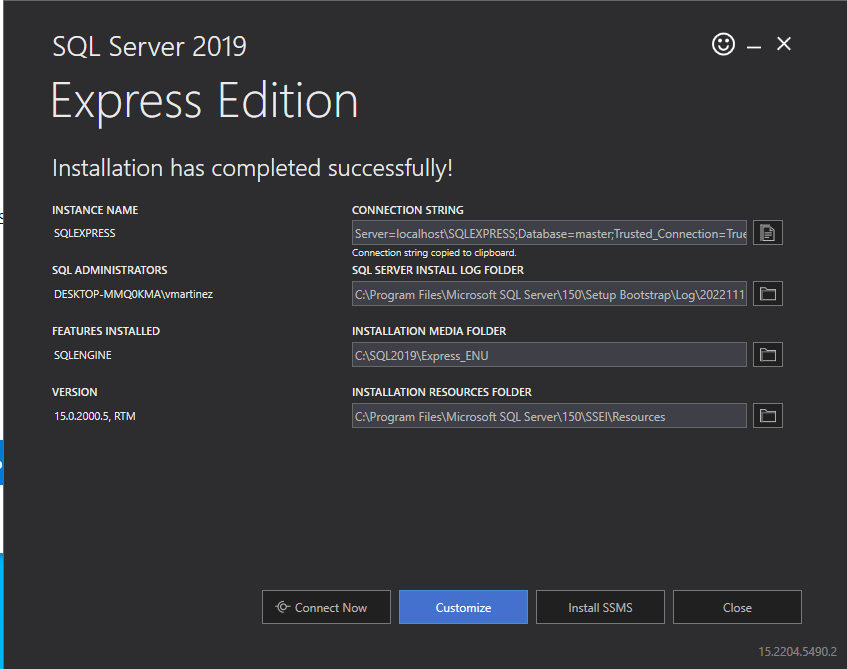 SQL Server 2019
Express Edition
Installation has completed successfully!
INSTANCE NAME
SQLEXPRESS
CONNECTION STRING
Server=localhost\SQLEXPRESS;Database=master;Trusted_Connection=True
Connection string copied to clipboard.
SQL ADMINISTRATORS
DESKTOP-MMQ0KMA\vmartinez
SQL SERVER INSTALL LOG FOLDER
C:\Program Files\Microsoft SQL Server\150\Setup Bootstrap\Log\2022111
FEATURES INSTALLED
SQLENGINE
INSTALLATION MEDIA FOLDER
C:\SQL2019\Express_ENU
VERSION
15.0.2000.5, RTM
INSTALLATION RESOURCES FOLDER
C:\Program Files\Microsoft SQL Server\150\SSEI\Resources
Connect Now
Customize
Install SSMS
Close
15.2204.5490.2